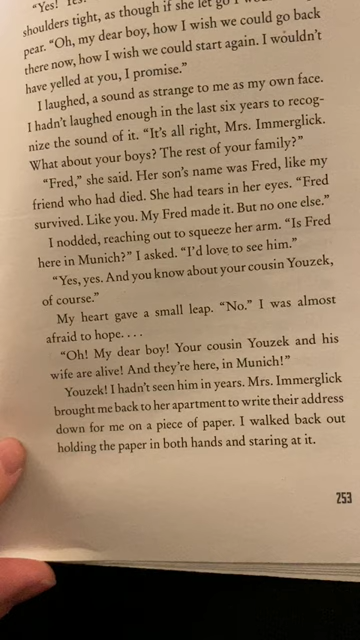 "Yes!
shoulders tight, as though if she let go I
pear. "Oh, my dear boy, how I wish we could go back
there now, how I wish we could start again. I wouldn't
have yelled at you, I promise."
I laughed, a sound as strange to me as my own face.
I hadn't laughed enough in the last six years to recog-
nize the sound of it. "It's all right, Mrs. Immerglick.
What about your boys? The rest of your family?"
"Fred," she said. Her son's name was Fred, like my
friend who had died. She had tears in her eyes. "Fred
survived. Like you. My Fred made it. But no one else."
I nodded, reaching out to squeeze her arm. "Is Fred
here in Munich?" I asked. "I'd love to see him."
"Yes, yes. And you know about your cousin Youzek,
of course."
My heart gave a small leap. "No." I was almost
afraid to hope. . . .
"Oh! My dear boy! Your cousin Youzek and his
wife are alive! And they're here, in Munich!"
Youzek! I hadn't seen him in years. Mrs. Immerglick
brought me back to her apartment to write their address
down for me on a piece of paper. I walked back out
holding the paper in both hands and staring at it.
253